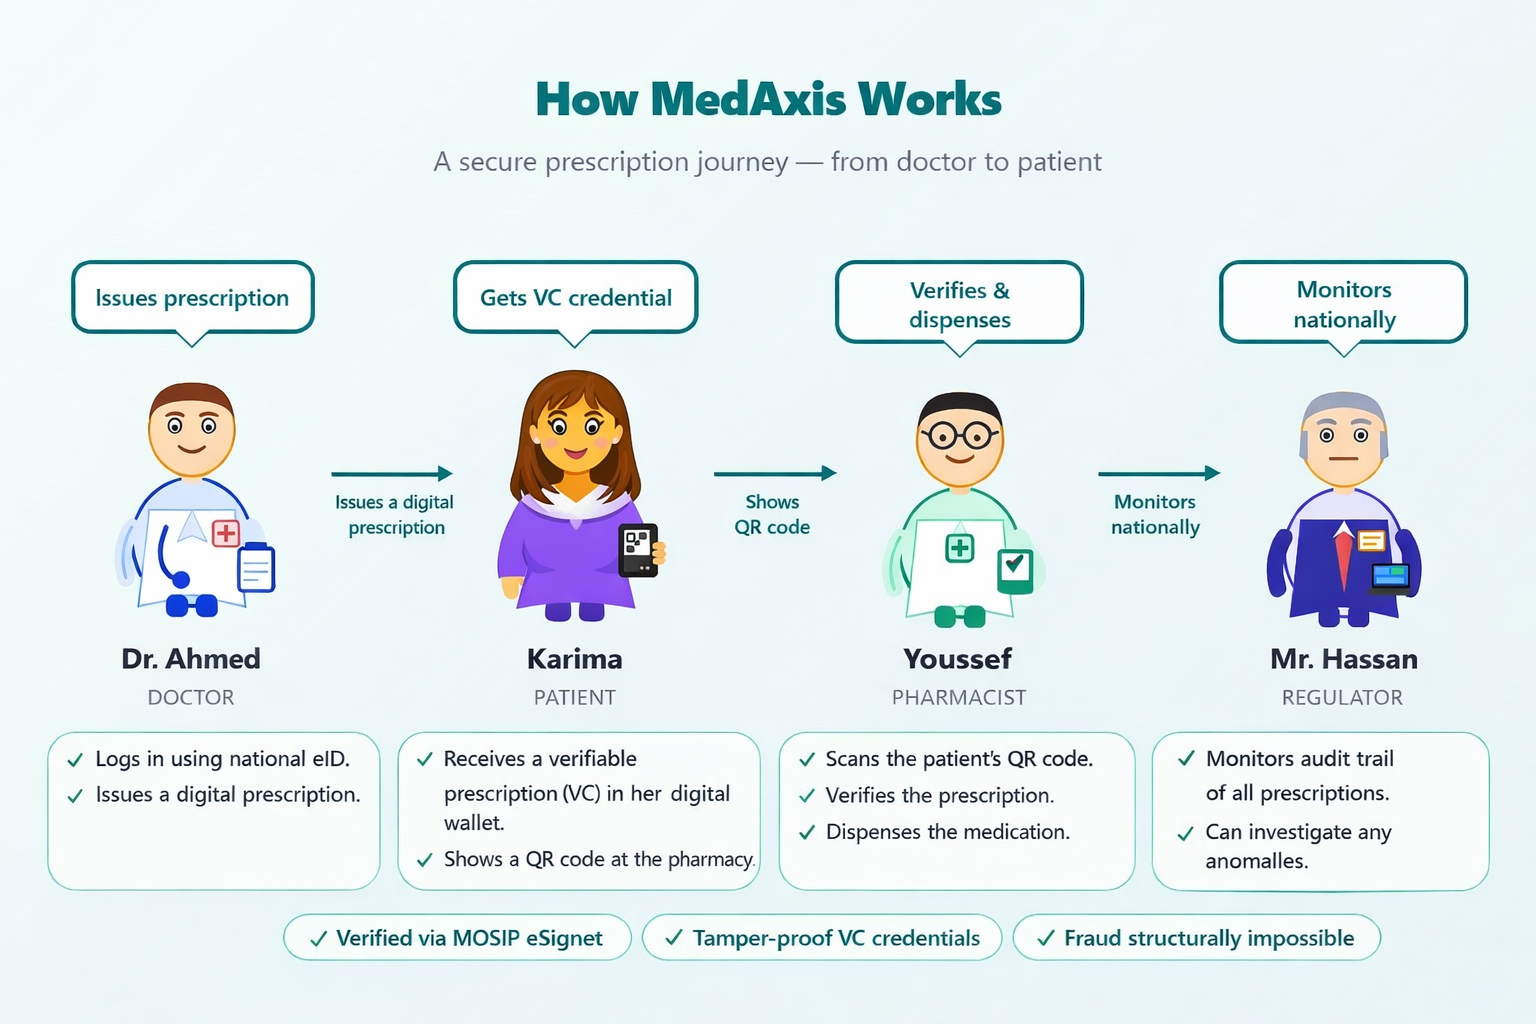 How MedAxis Works
A secure prescription journey — from doctor to patient
Issues prescription
Gets VC credential
Verifies &
dispenses
Monitors
nationally
Issues a digital
prescription
Shows
QR code
Monitors
nationally
Dr. Ahmed
DOCTOR
Karima
PATIENT
Youssef
PHARMACIST
Mr. Hassan
REGULATOR
✓ Logs in using national eID.
✓ Issues a digital prescription.
✓ Receives a verifiable
prescription (VC) in her digital
wallet.
✓ Shows a QR code at the pharmacy.
✓ Scans the patient's QR code.
✓ Verifies the prescription.
✓ Dispenses the medication.
✓ Monitors audit trail
of all prescriptions.
✓ Can investigate any
anomalles.
✓ Verified via MOSIP eSignet
✓ Tamper-proof VC credentials
✓ Fraud structurally impossible